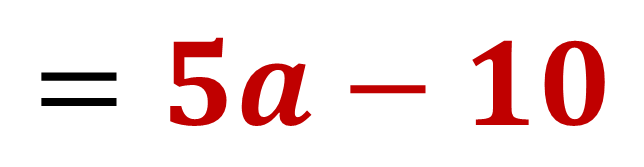 = 5a − 10